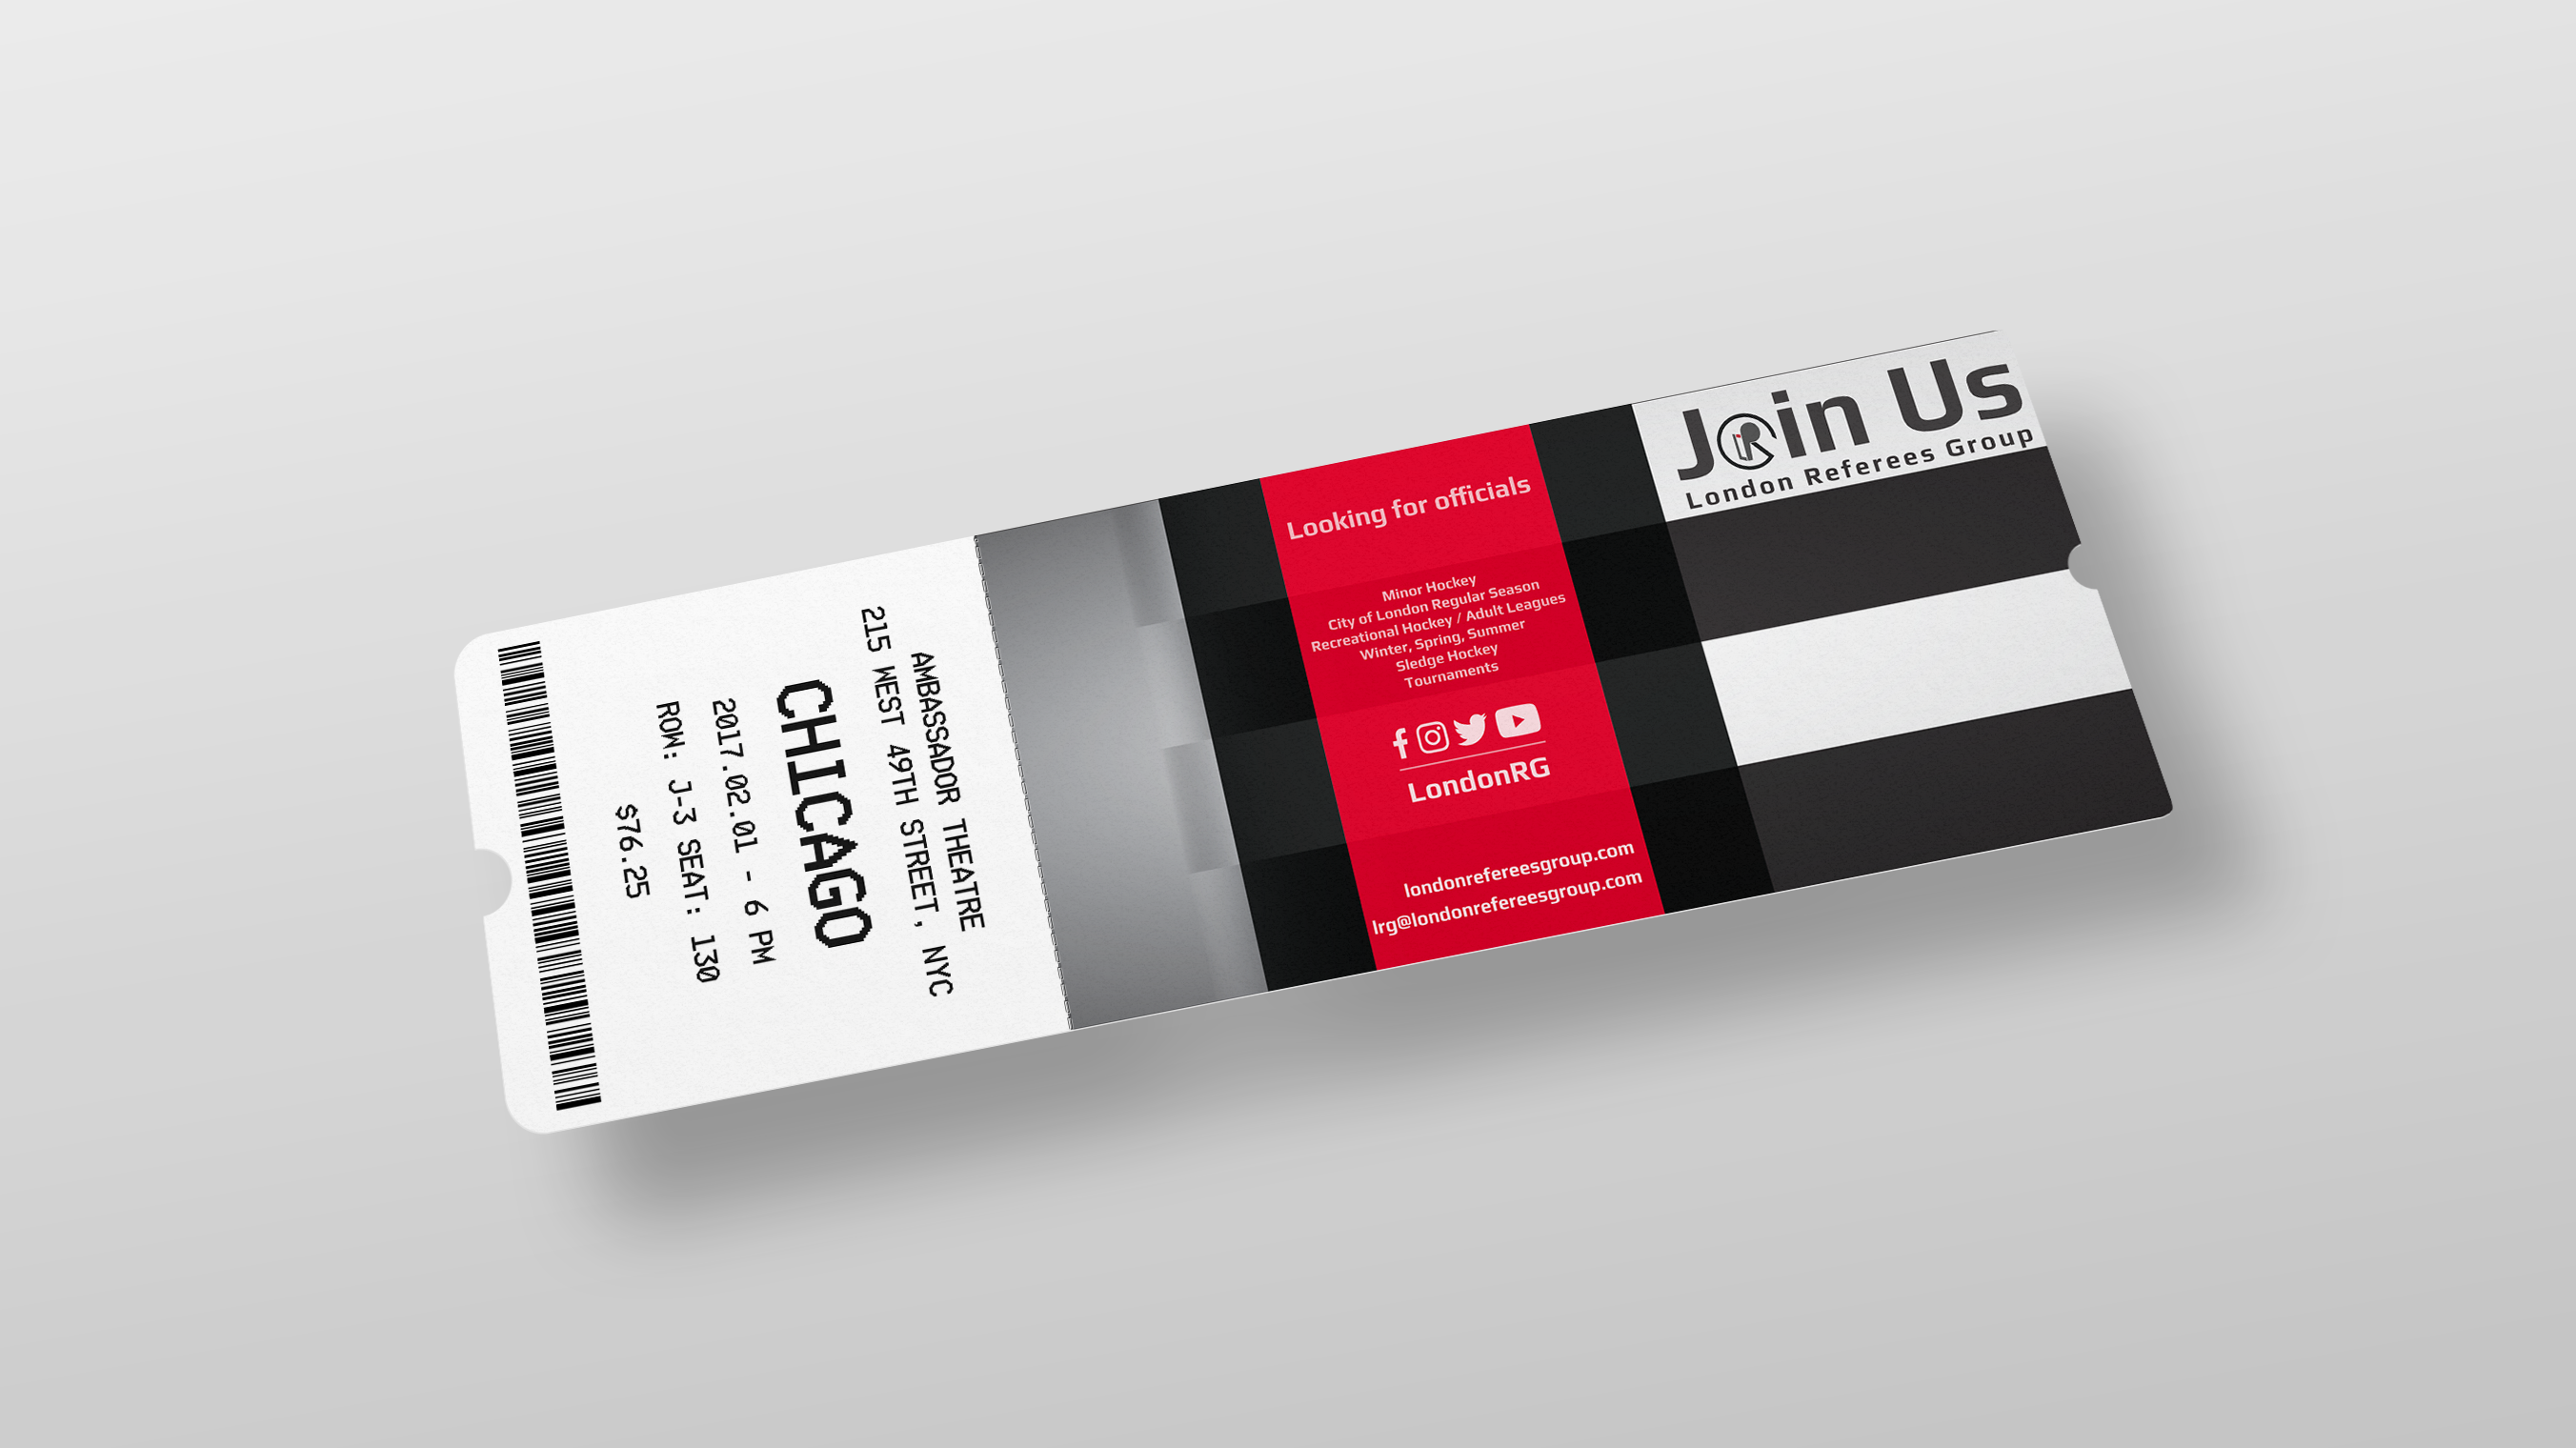 AMBASSADOR THEATRE
215 WEST 49TH STREET, NYC
CHICAGO
2017.02.01 - 6 PM
ROW: J-3 SEAT: 130
$76.25
Looking for officials
Minor Hockey
City of London Regular Season
Recreational Hockey / Adult Leagues
Winter, Spring, Summer
Sledge Hockey
Tournaments
LondonRG
londonrefereesgroup.com
lrg@londonrefereesgroup.com
Join Us
London Referees Group